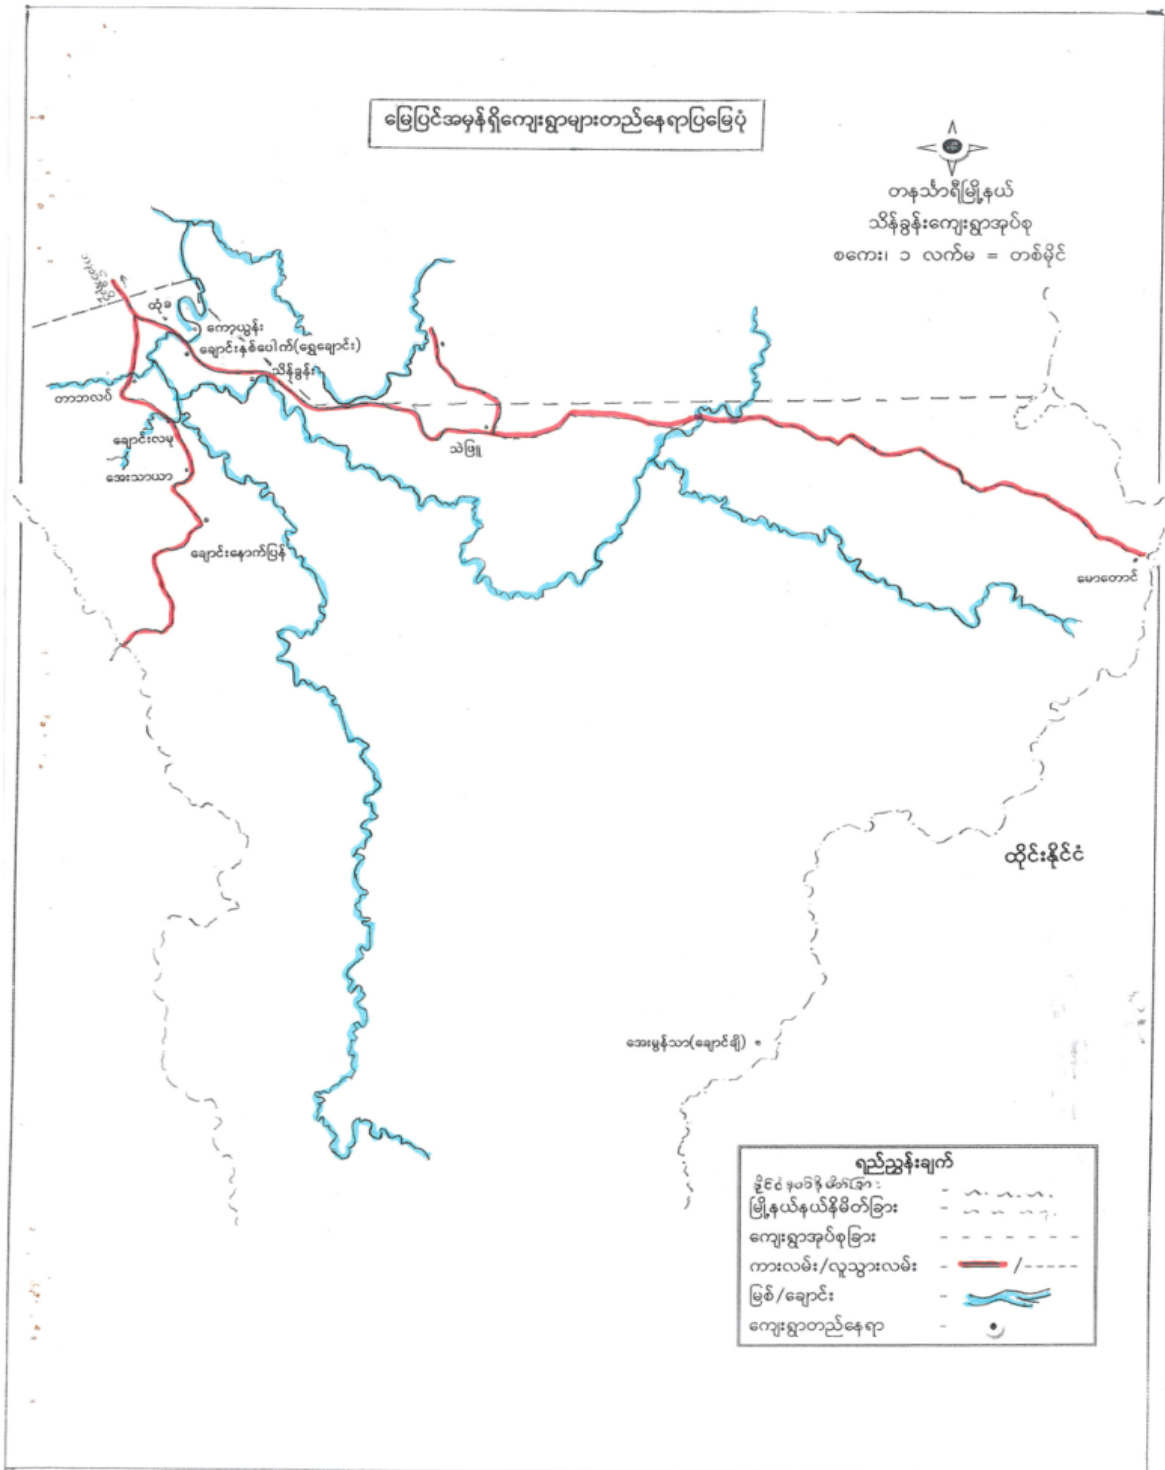 မြေပြင်အမှန်ရှိကျေးရွာများတည်နေရာပြမြေပုံ
တနင်္သာရီမြို့နယ်
သိန်ခွန်းကျေးရွာအုပ်စု
စကေး၊ ၁ လက်မ = တစ်မိုင်
ထုံခ
ကော့ယွန်း
ချောင်းနှစ်ပေါက်(ရွှေချောင်း)
သိန်ခွန်း
တာဘလပ်
ချောင်းလမု
သဲဖြူ
အေးသာယာ
ချောင်းနောက်ပြန်
မောတောင်
ထိုင်းနိုင်ငံ
အေးမွန်သာ(ချောင်ချို)
ရည်ညွှန်းချက်
မြို့နယ်နယ်နိမိတ်ခြား -
ကျေးရွာအုပ်စုခြား
ကားလမ်း/လူသွားလမ်း - /
မြစ်/ချောင်း -
ကျေးရွာတည်နေရာ -